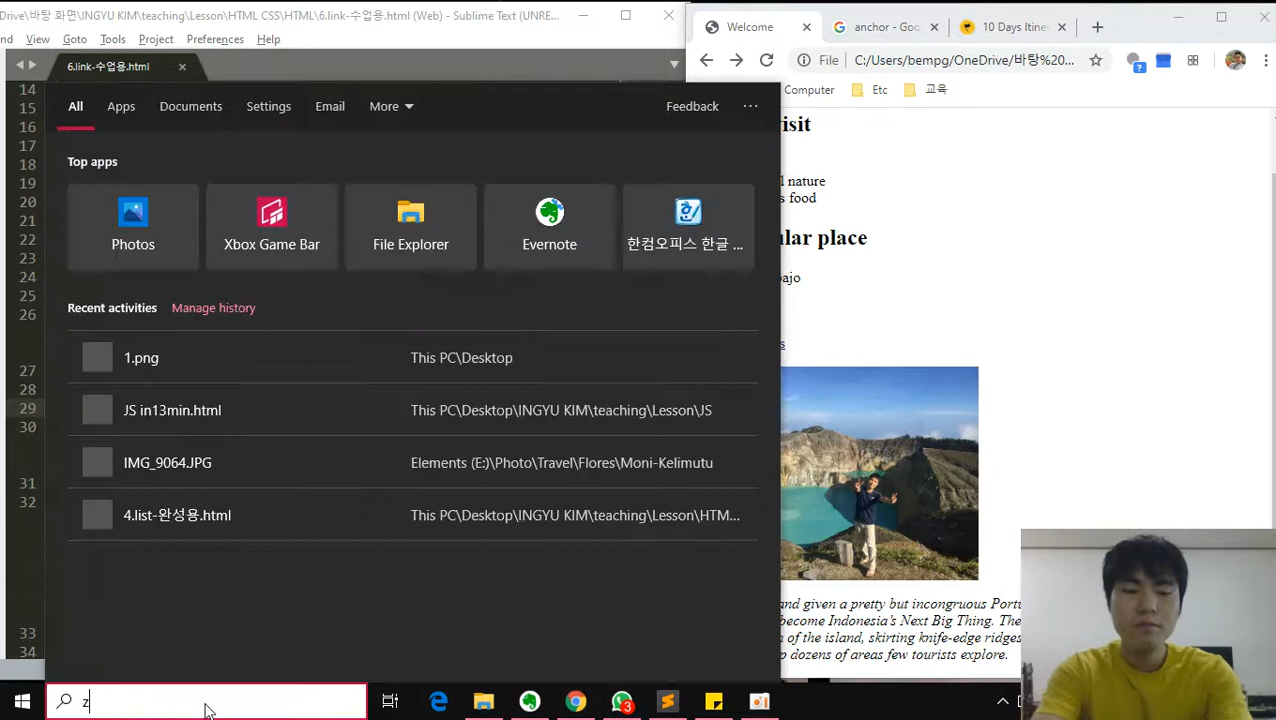 Drive\바탕 화면\INGYU KIM\teaching\Lesson\HTML CSS\HTML\6.link-수업용.html (Web) - Sublime Text (UNRE...
nd View Goto Tools Project Preferences Help
6.link-수업용.html
14
15
16
17
18
19
20
21
22
23
24
25
26
27
28
29
30
31
32
33
34
All Apps Documents Settings Email More Feedback ...
Top apps
Photos
Xbox Game Bar
File Explorer
Evernote
한컴오피스 한글 ...
Recent activities Manage history
1.png This PC\Desktop
JS in13min.html This PC\Desktop\INGYU KIM\teaching\Lesson\JS
IMG_9064.JPG Elements (E:)\Photo\Travel\Flores\Moni-Kelimutu
4.list-완성용.html This PC\Desktop\INGYU KIM\teaching\Lesson\HTM...
z
3
Welcome
anchor - Goo
10 Days Itine
File C:/Users/bempg/OneDrive/바탕%20...
?
Computer Etc 교육
isit
l nature
s food
ular place
ajo
s
and given a pretty but incongruous Portu
become Indonesia's Next Big Thing. The
n of the island, skirting knife-edge ridges
p dozens of areas few tourists explore.